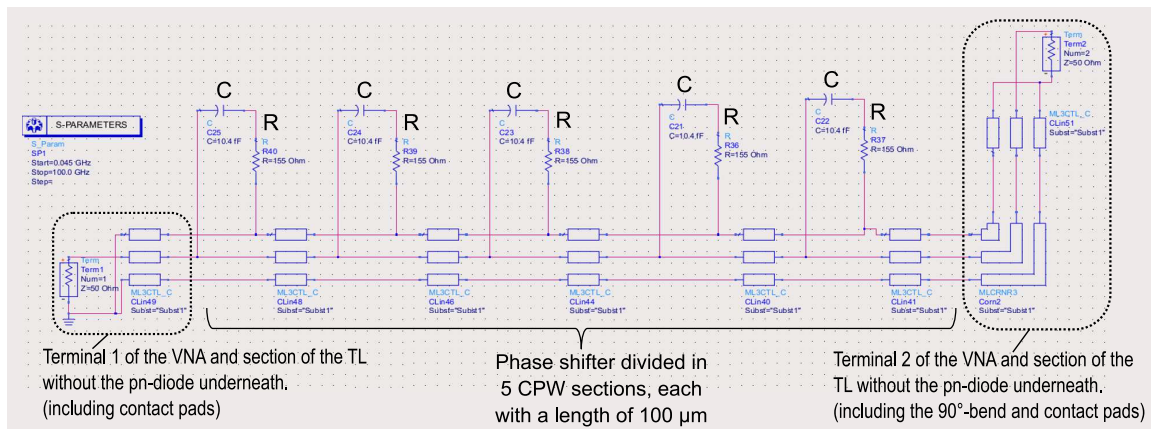 Term
Term2
Num=2
Z=50 Ohm
C
C
C
C
C
C
C25
C=10.4 fF
C
C24
C=10.4 fF
C
C23
C=10.4 fF
C
C21
C=10.4 fF
C
C22
C=10.4 fF
R
R
R
R
R
R
R40
R=155 Ohm
R
R39
R=155 Ohm
R
R38
R=155 Ohm
R
R36
R=155 Ohm
R
R37
R=155 Ohm
ML3CTL_C
CLin51
Subst="Subst1"
S-PARAMETERS
S_Param
SP1
Start=0.045 GHz
Stop=100.0 GHz
Step=
Term
Term1
Num=1
Z=50 Ohm
ML3CTL_C
CLin49
Subst="Subst1"
ML3CTL_C
CLin48
Subst="Subst1"
ML3CTL_C
CLin46
Subst="Subst1"
ML3CTL_C
CLin44
Subst="Subst1"
ML3CTL_C
CLin40
Subst="Subst1"
ML3CTL_C
CLin41
Subst="Subst1"
MLCRNR3
Corn2
Subst="Subst1"
Terminal 1 of the VNA and section of the TL
without the pn-diode underneath.
(including contact pads)
Phase shifter divided in
5 CPW sections, each
with a length of 100 µm
Terminal 2 of the VNA and section of the
TL without the pn-diode underneath.
(including the 90°-bend and contact pads)